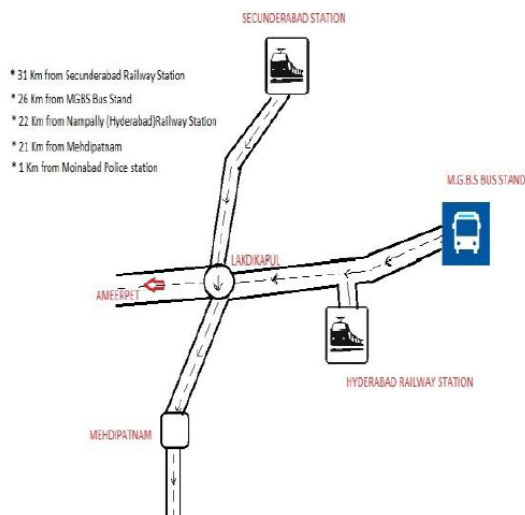 SECUNDERABAD STATION
* 31 Km from Secunderabad Railway Station
* 26 Km from MGBS Bus Stand
* 22 Km from Nampally (Hyderabad)Railway Station
* 21 Km from Mehdipatnam
* 1 Km from Moinabad Police station
M.G.B.S BUS STAND
LAKDIKAPUL
AMEERPET
HYDERABAD RAILWAY STATION
MEHDIPATNAM